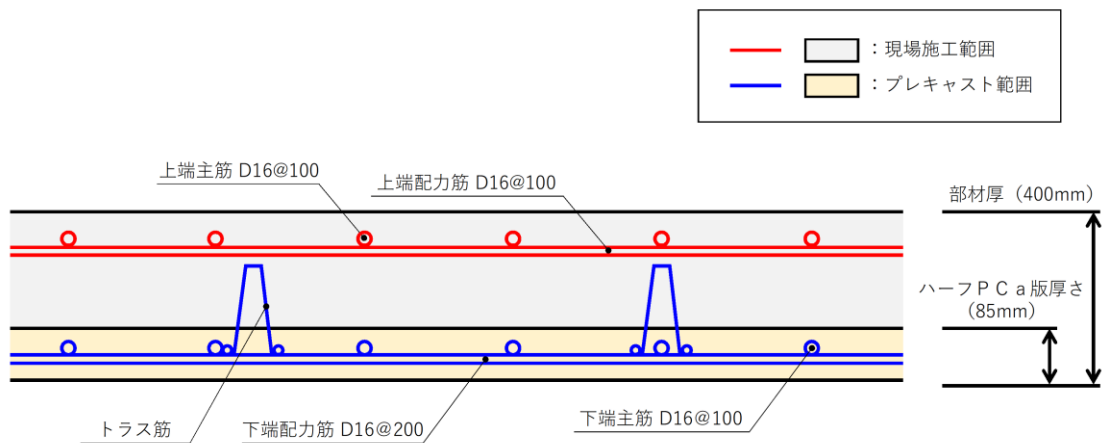 ：現場施工範囲
：プレキャスト範囲
上端主筋 D16@100
上端配力筋 D16@100
部材厚（400mm）
ハーフＰＣａ版厚さ
（85mm）
トラス筋
下端配力筋 D16@200
下端主筋 D16@100